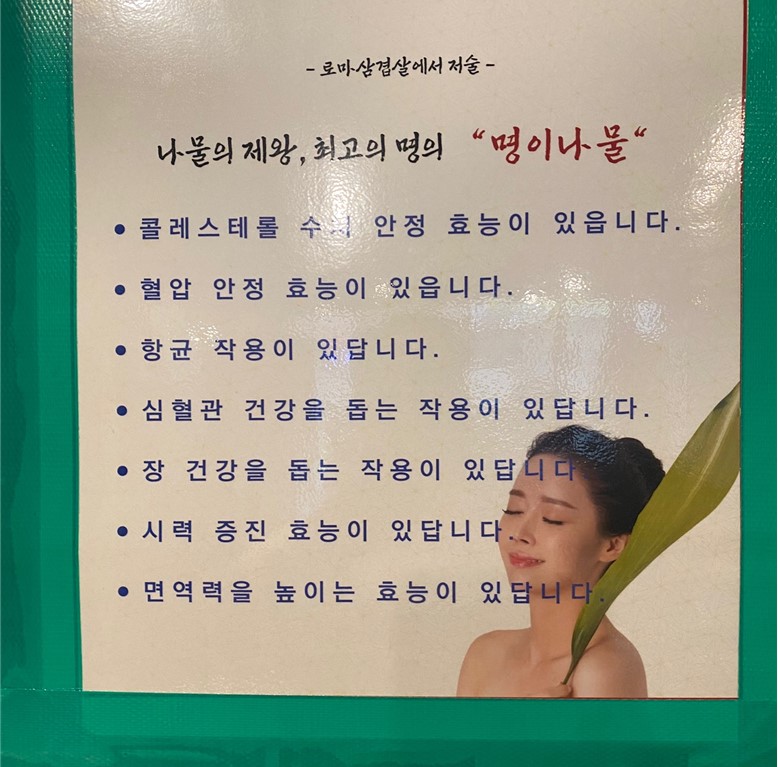 - 로마삼겹살에서 저술 -
나물의 제왕, 최고의 명의 "명이나물"
• 콜레스테롤 수치 안정 효능이 있읍니다.
• 혈압 안정 효능이 있읍니다.
• 항균 작용이 있답니다.
• 심혈관 건강을 돕는 작용이 있답니다.
• 장 건강을 돕는 작용이 있답니다
• 시력 증진 효능이 있답니다.
• 면역력을 높이는 효능이 있답니다.